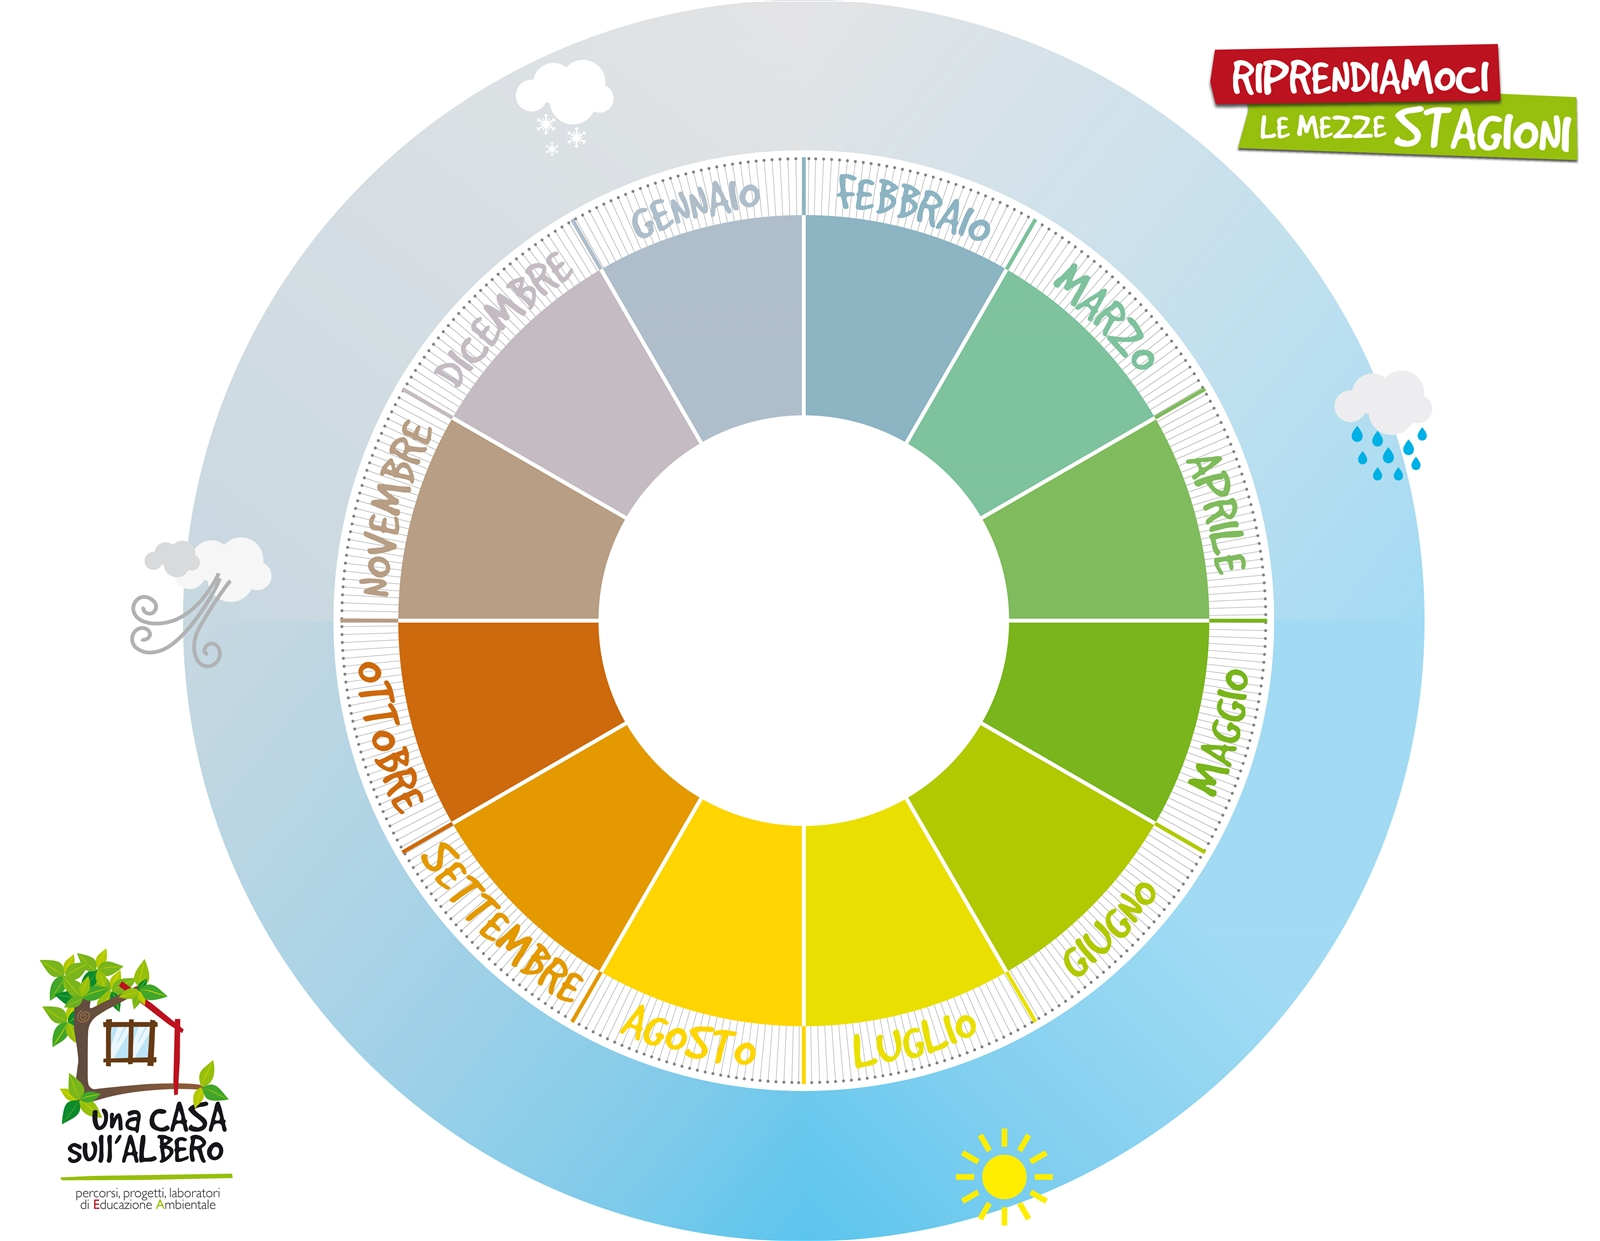 RIPRENDIAMOCI
LE MEZZE STAGIONI
GENNAIO
FEBBRAIO
MARZO
APRILE
MAGGIO
GIUGNO
LUGLIO
AGOSTO
SETTEMBRE
OTTOBRE
NOVEMBRE
DICEMBRE
una CASA
sull'ALBERO
percorsi, progetti, laboratori
di Educazione Ambientale